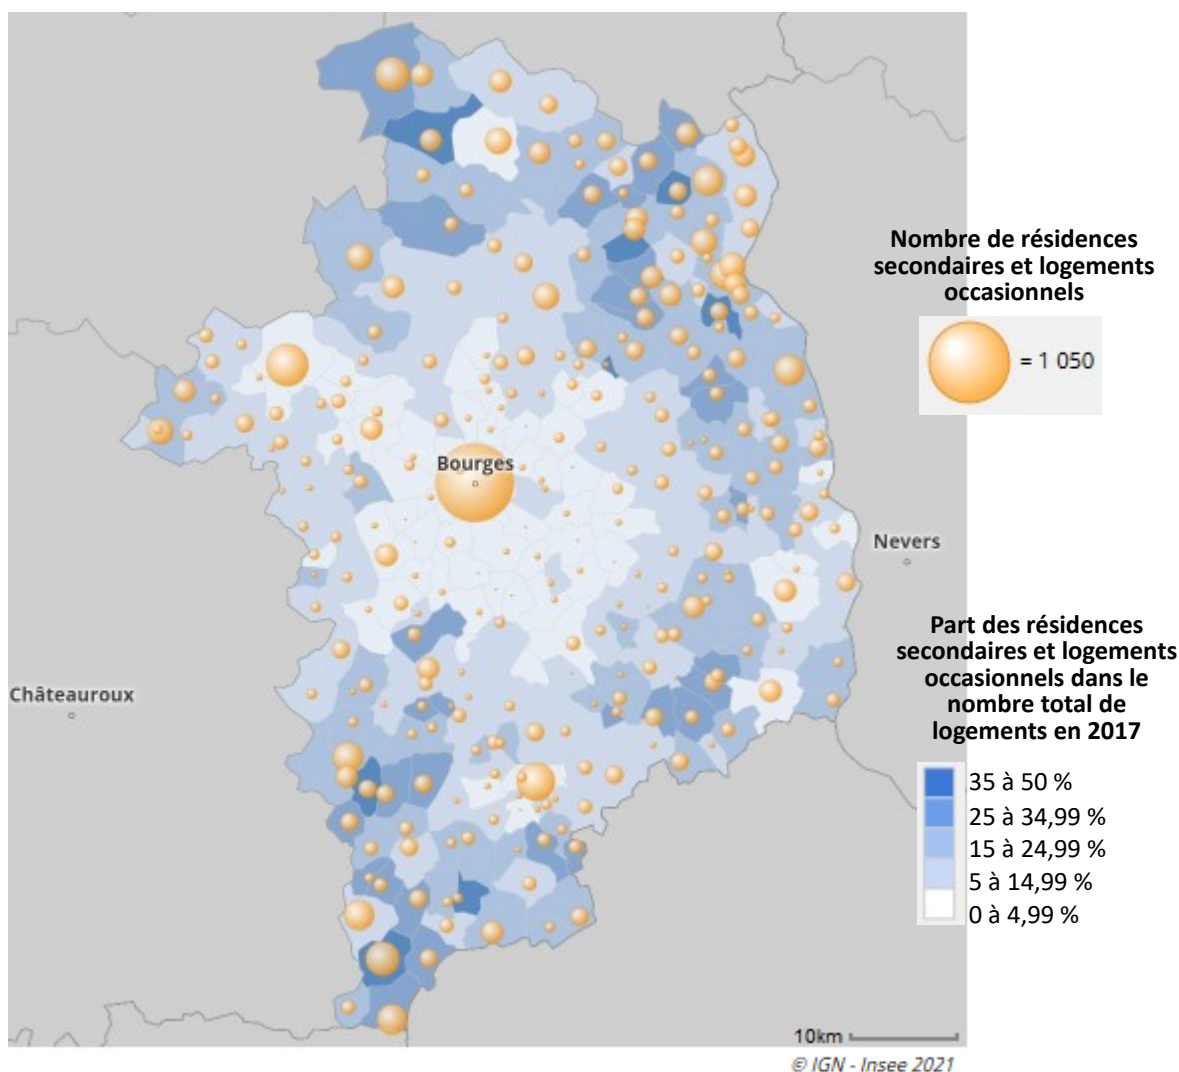 Nombre de résidences
secondaires et logements
occasionnels
= 1 050
Bourges
Nevers
Châteauroux
Part des résidences
secondaires et logements
occasionnels dans le
nombre total de
logements en 2017
35 à 50 %
25 à 34,99 %
15 à 24,99 %
5 à 14,99 %
0 à 4,99 %
10km
© IGN - Insee 2021